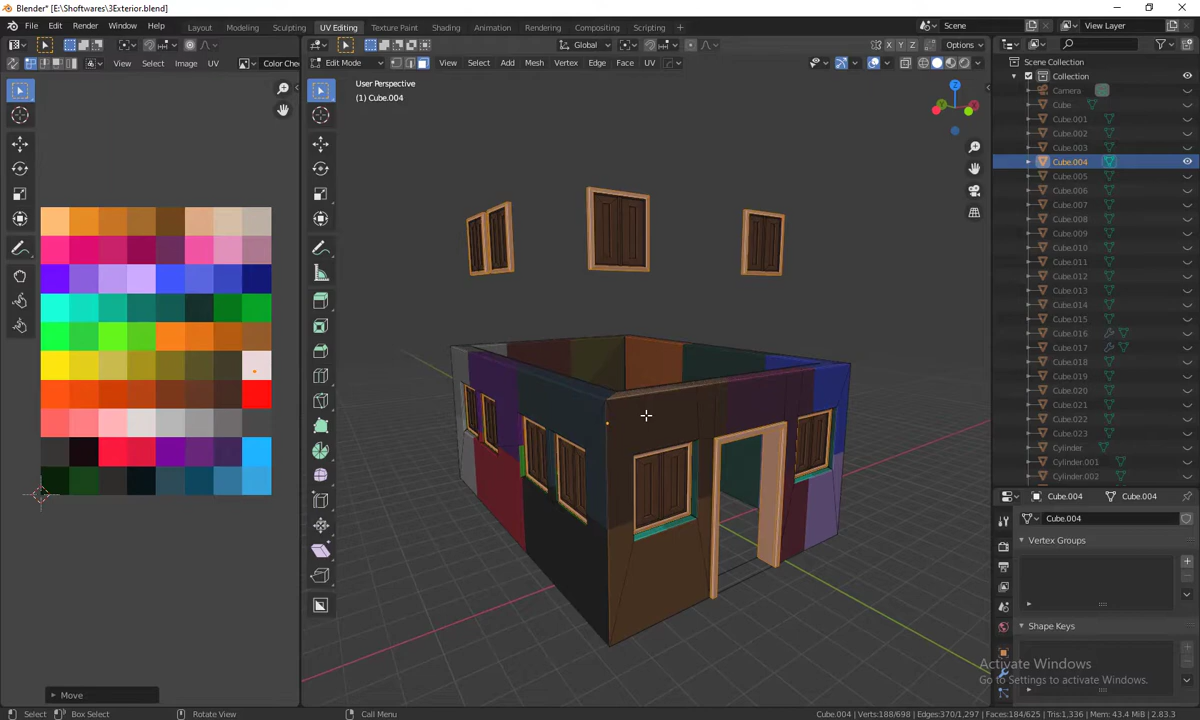 Blender* [E:\Shoftwares\3Exterior.blend]
File Edit Render Window Help Layout Modeling Sculpting UV Editing Texture Paint Shading Animation Rendering Compositing Scripting Scene View Layer
Global Options
View Select Image UV Color Che Edit Mode View Select Add Mesh Vertex Edge Face UV
X Y Z
User Perspective
(1) Cube.004
Z
Scene Collection
Collection
Camera
Cube
Cube.001
Cube.002
Cube.003
Cube.004
Cube.005
Cube.006
Cube.007
Cube.008
Cube.009
Cube.010
Cube.011
Cube.012
Cube.013
Cube.014
Cube.015
Cube.016
Cube.017
Cube.018
Cube.019
Cube.020
Cube.021
Cube.022
Cube.023
Cylinder
Cylinder.001
Cylinder.002
Cube.004 Cube.004
Cube.004
Vertex Groups
Shape Keys
Activate Windows
Go to Settings to activate Windows.
Move
Select Box Select Rotate View Call Menu Cube.004 | Verts:188/698 | Edges:370/1,297 | Faces:184/625 | Tris:1,336 | Mem: 43.4 MiB | 2.83.3